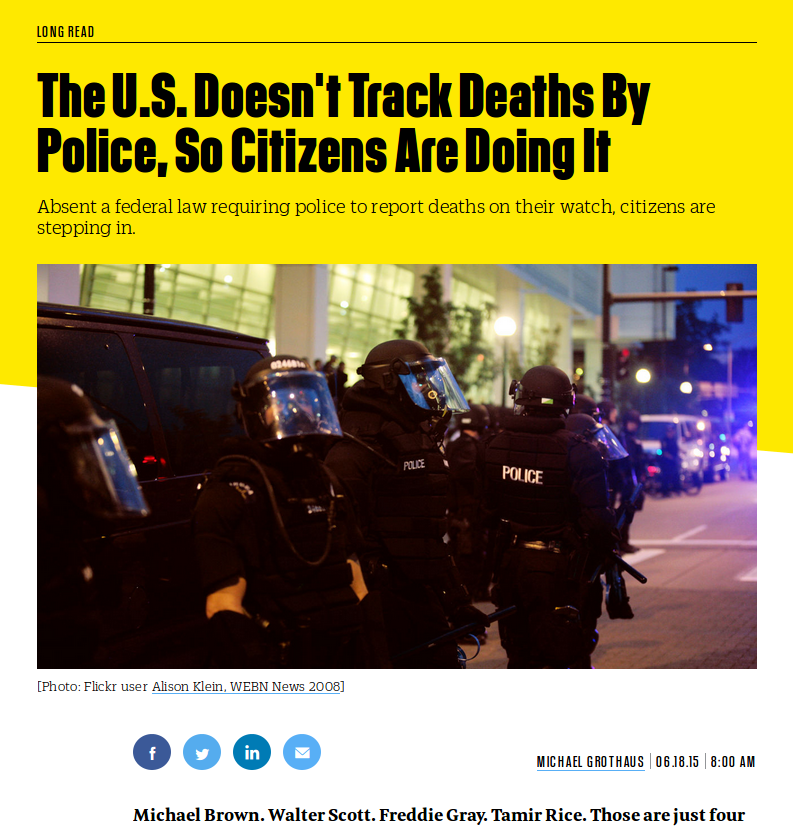 LONG READ
The U.S. Doesn't Track Deaths By
Police, So Citizens Are Doing It
Absent a federal law requiring police to report deaths on their watch, citizens are
stepping in.
POLICE
POLICE
[Photo: Flickr user Alison Klein, WEBN News 2008]
f
in
MICHAEL GROTHAUS | 06.18.15 | 8:00 AM
Michael Brown. Walter Scott. Freddie Gray. Tamir Rice. Those are just four